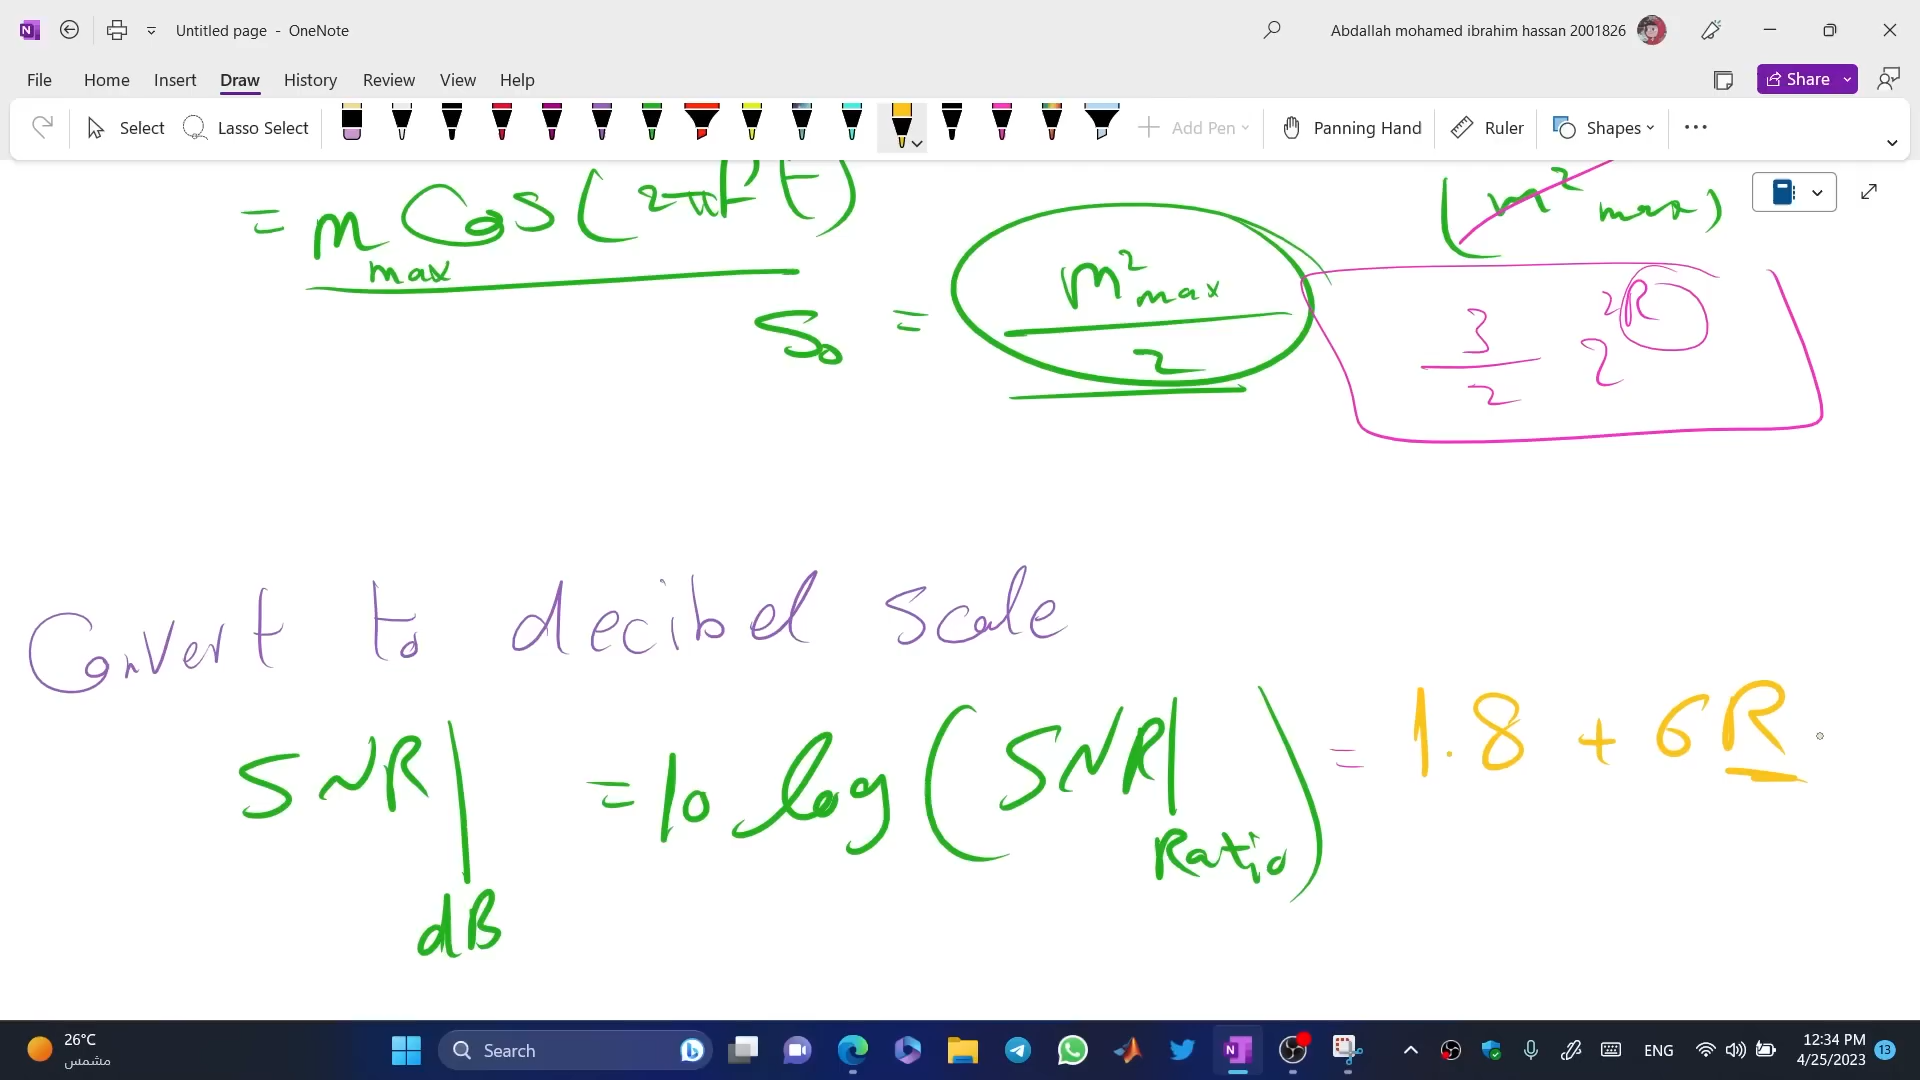 Untitled page - OneNote
Abdallah mohamed ibrahim hassan 2001826
File Home Insert Draw History Review View Help
Share
Select Lasso Select Add Pen Panning Hand Ruler Shapes
= m max Cos(2πft)
(m² max)
S₀ = m² max / 2
3/2 2^2R
Convert to decibel scale
SNR| dB = 10 log (SNR| Ratio) = 1.8 + 6R
26°C
مشمس
Search
ENG
12:34 PM
4/25/2023
13